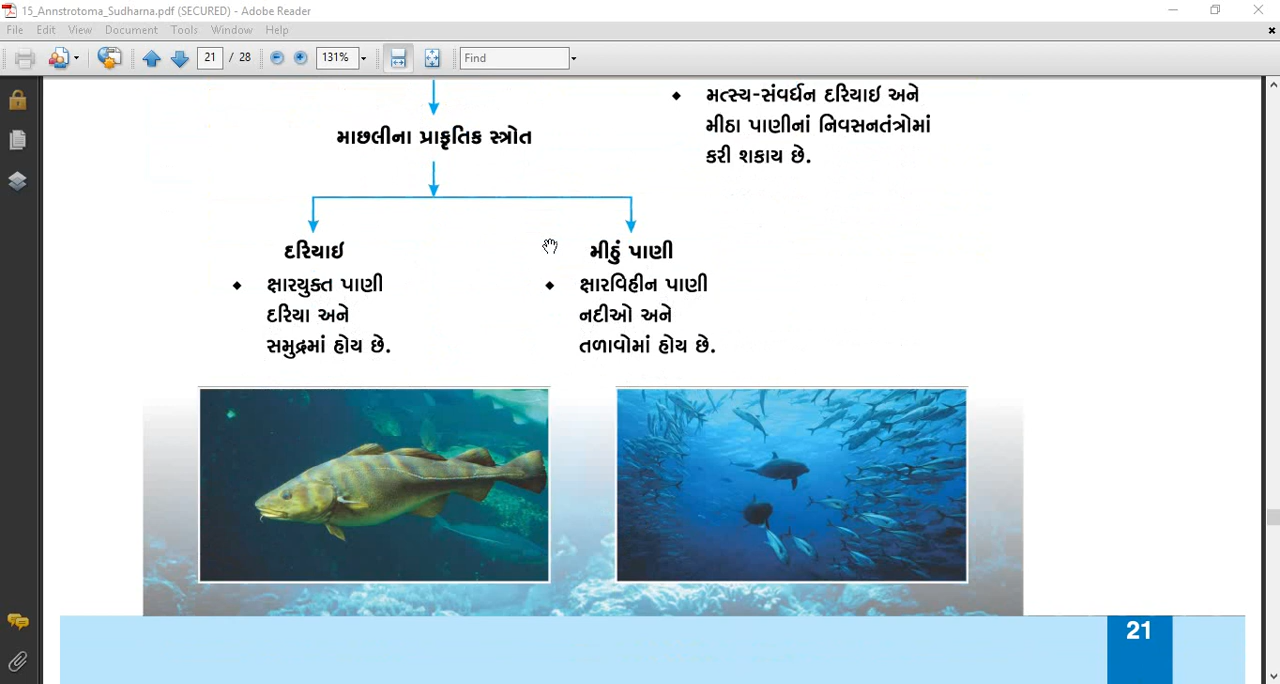 15_Annstrotoma_Sudharna.pdf (SECURED) - Adobe Reader
File Edit View Document Tools Window Help
21 / 28 131% Find
મત્સ્ય-સંવર્ધન દરિયાઇ અને
મીઠા પાણીનાં નિવસનતંત્રોમાં
કરી શકાય છે.
માછલીના પ્રાકૃતિક સ્ત્રોત
દરિયાઇ
ક્ષારયુક્ત પાણી
દરિયા અને
સમુદ્રમાં હોય છે.
મીઠું પાણી
ક્ષારવિહીન પાણી
નદીઓ અને
તળાવોમાં હોય છે.
21